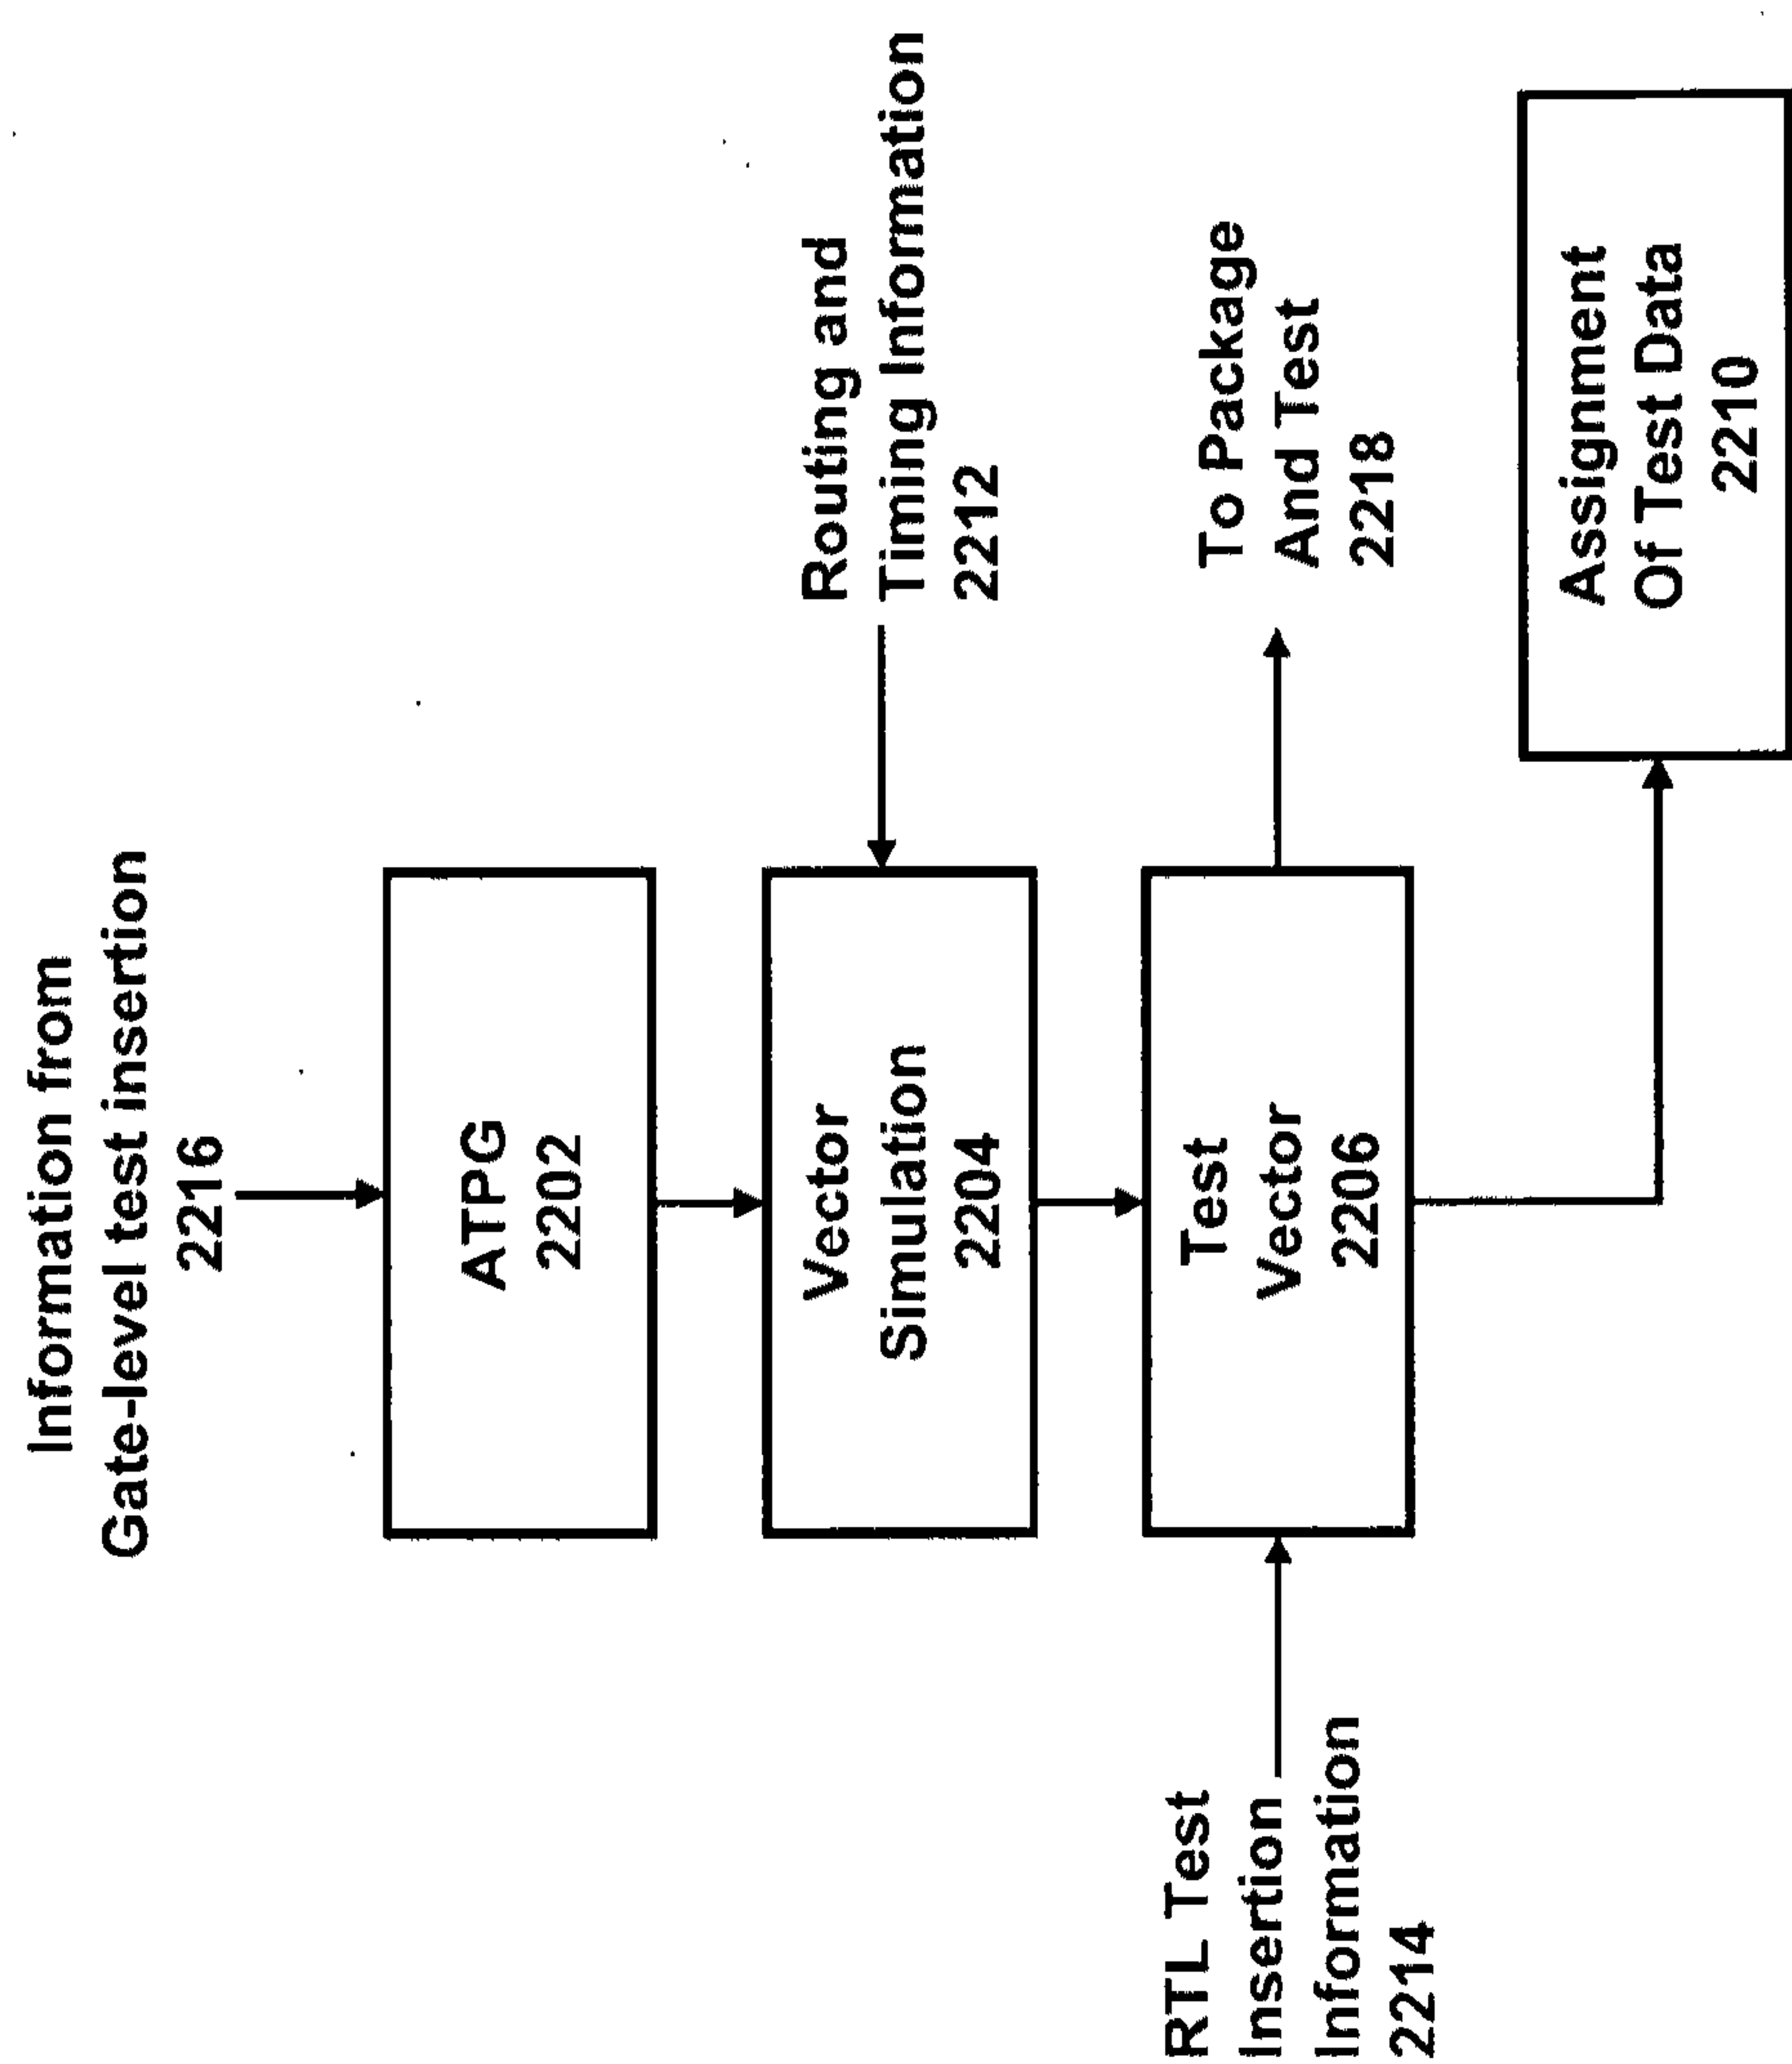 Information from
Gate-level test insertion
2216
ATPG
2202
Routing and
Timing Information
2212
Vector
Simulation
2204
RTL Test
Insertion
Information
2214
Test
Vector
2206
To Package
And Test
2218
Assignment
Of Test Data
2210